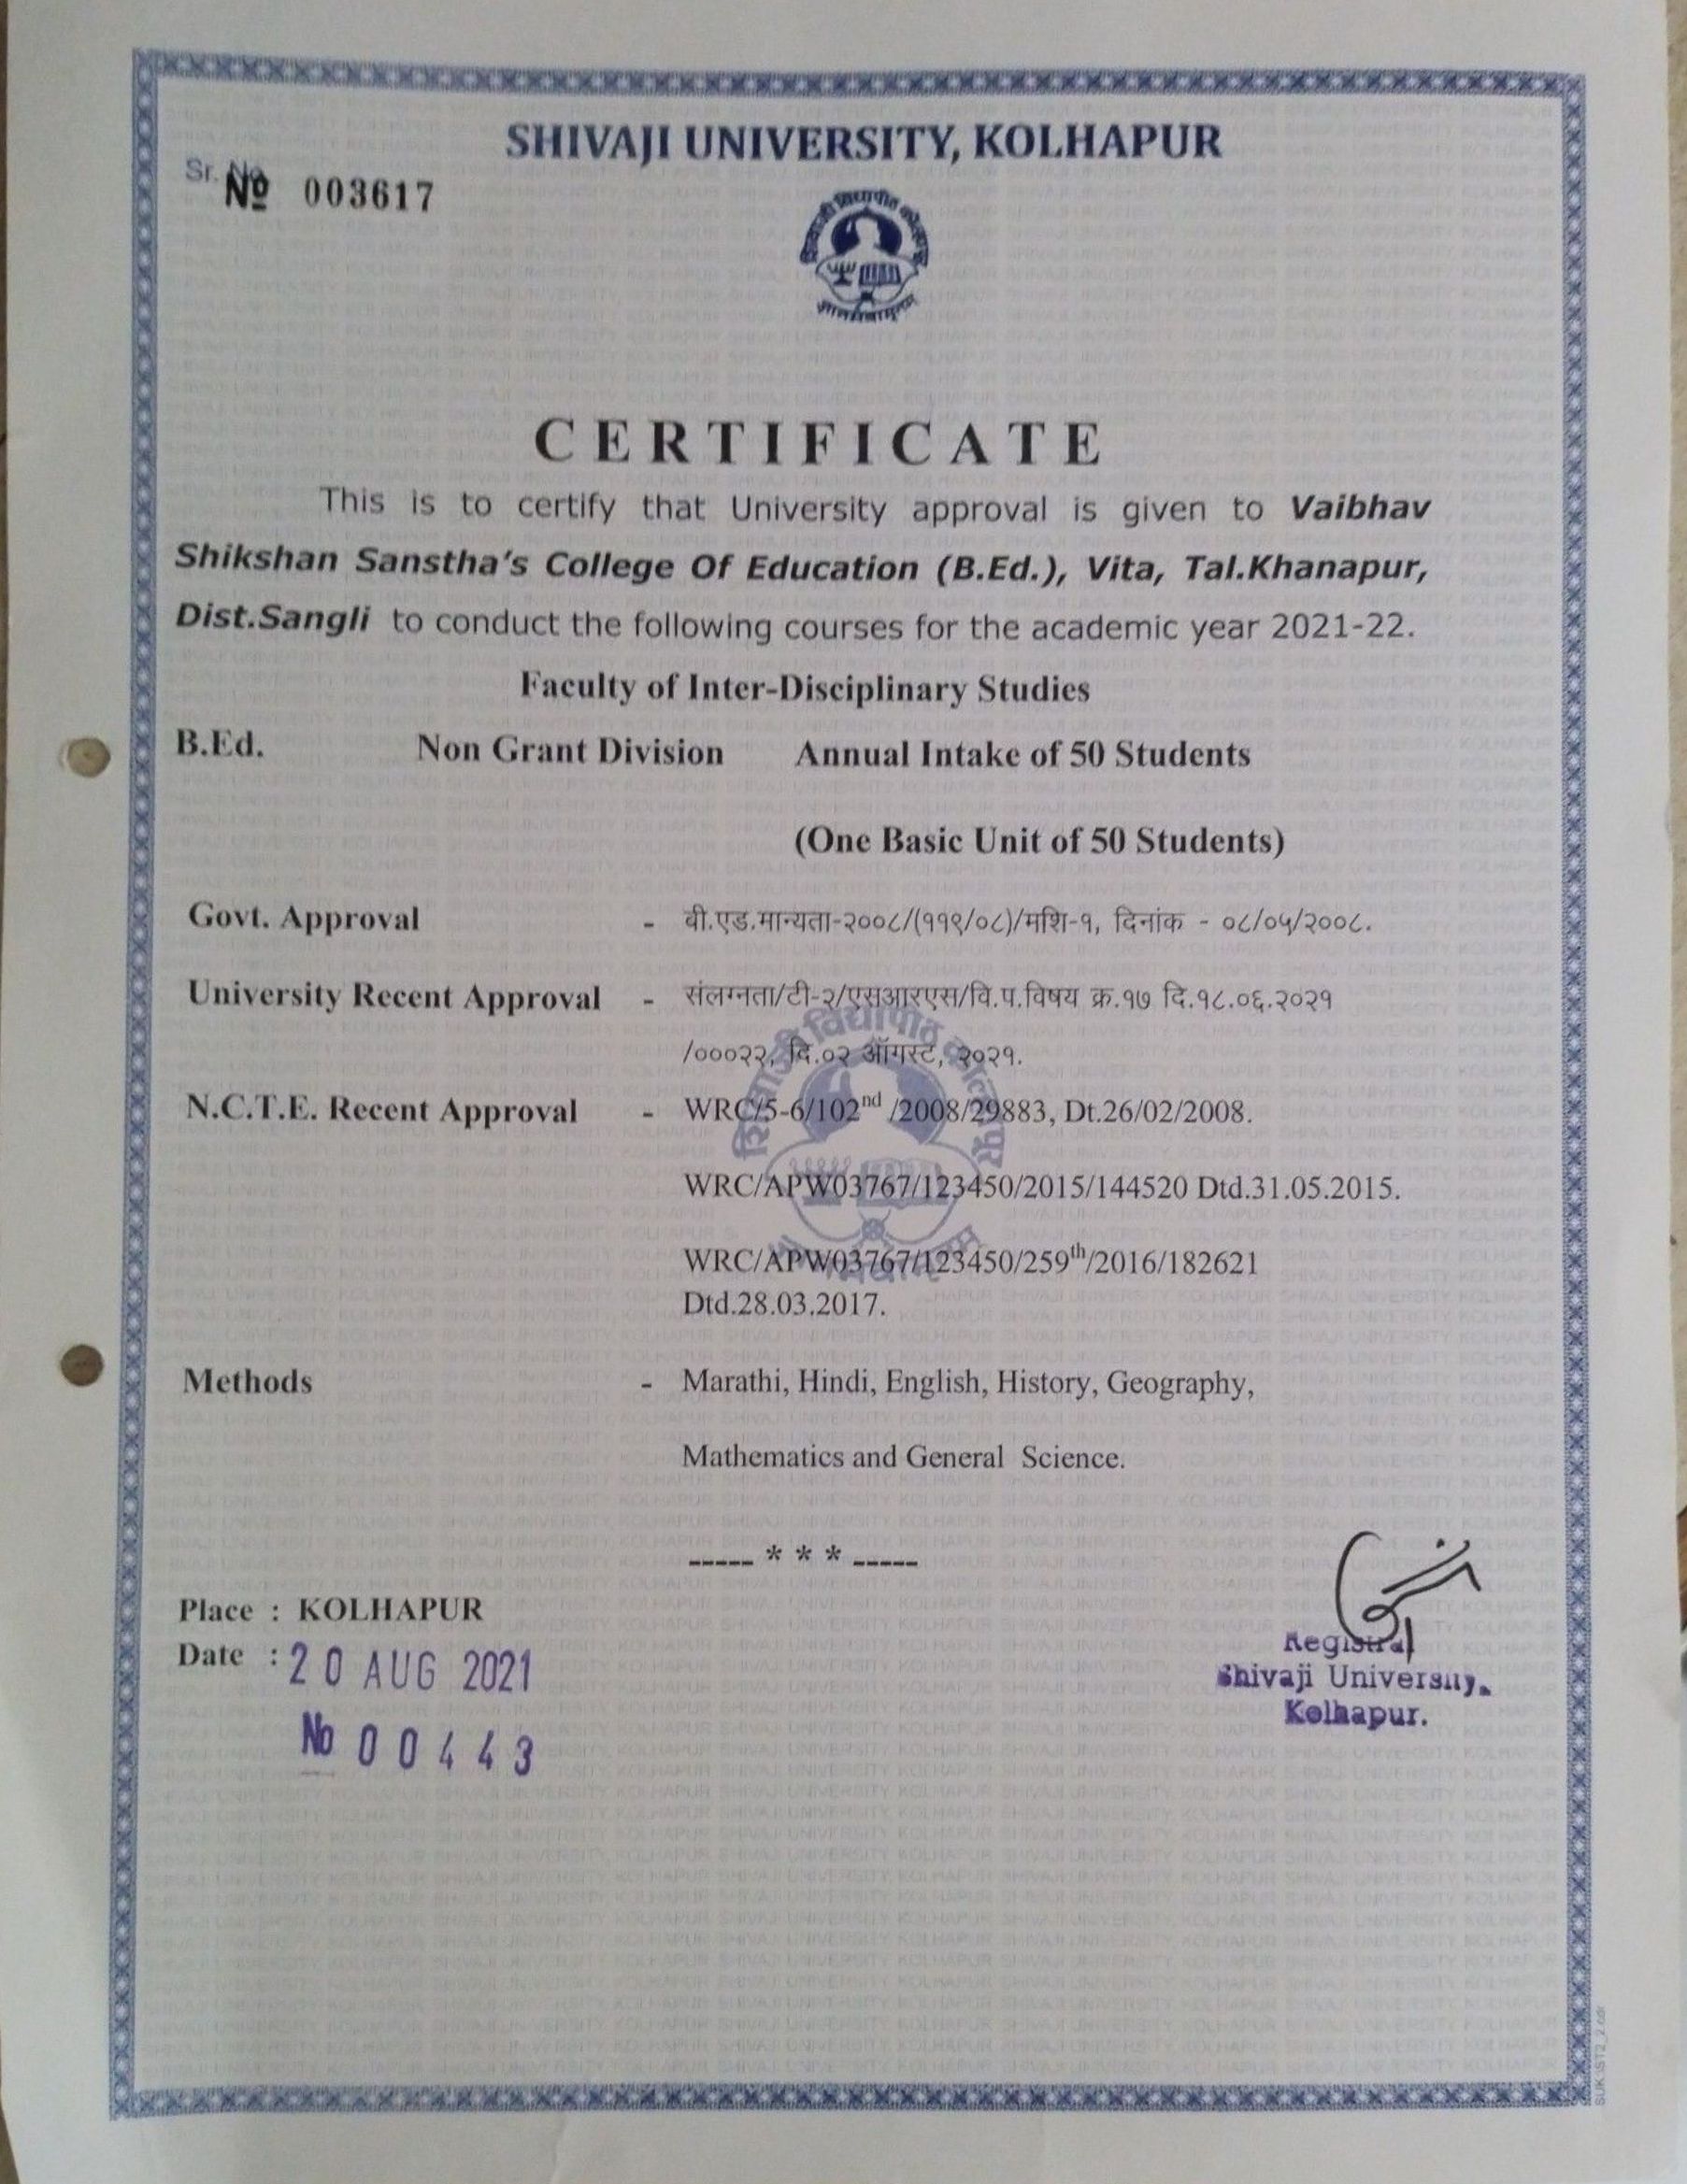 SHIVAJI UNIVERSITY, KOLHAPUR
Sr. No.
№ 003617
CERTIFICATE
This is to certify that University approval is given to Vaibhav
Shikshan Sanstha's College Of Education (B.Ed.), Vita, Tal.Khanapur,
Dist.Sangli to conduct the following courses for the academic year 2021-22.
Faculty of Inter-Disciplinary Studies
B.Ed. Non Grant Division Annual Intake of 50 Students
(One Basic Unit of 50 Students)
Govt. Approval - बी.एड.मान्यता-२००८/(११९/०८)/मशि-१, दिनांक - ०८/०५/२००८.
University Recent Approval - संलग्नता/टी-२/एसआरएस/वि.प.विषय क्र.१७ दि.१८.०६.२०२१
/०००२२, दि.०२ ऑगस्ट, २०२१.
N.C.T.E. Recent Approval - WRC/5-6/102nd /2008/29883, Dt.26/02/2008.
WRC/APW03767/123450/2015/144520 Dtd.31.05.2015.
WRC/APW03767/123450/259th/2016/182621
Dtd.28.03.2017.
Methods - Marathi, Hindi, English, History, Geography,
Mathematics and General Science.
----- * * * -----
Place : KOLHAPUR
Date : 20 AUG 2021
No 00443
Registrar
Shivaji University,
Kolhapur.